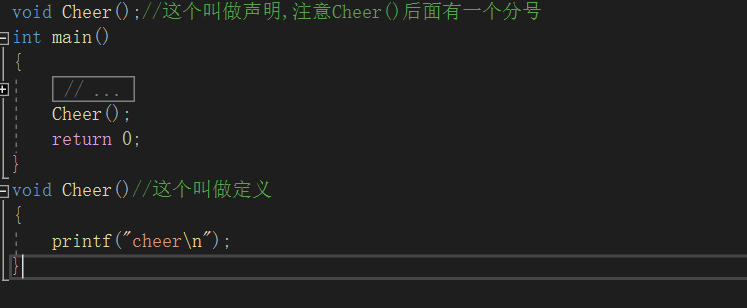 void Cheer();//这个叫做声明,注意Cheer()后面有一个分号
int main()
{
// ...
Cheer();
return 0;
}
void Cheer()//这个叫做定义
{
printf("cheer\n");
}